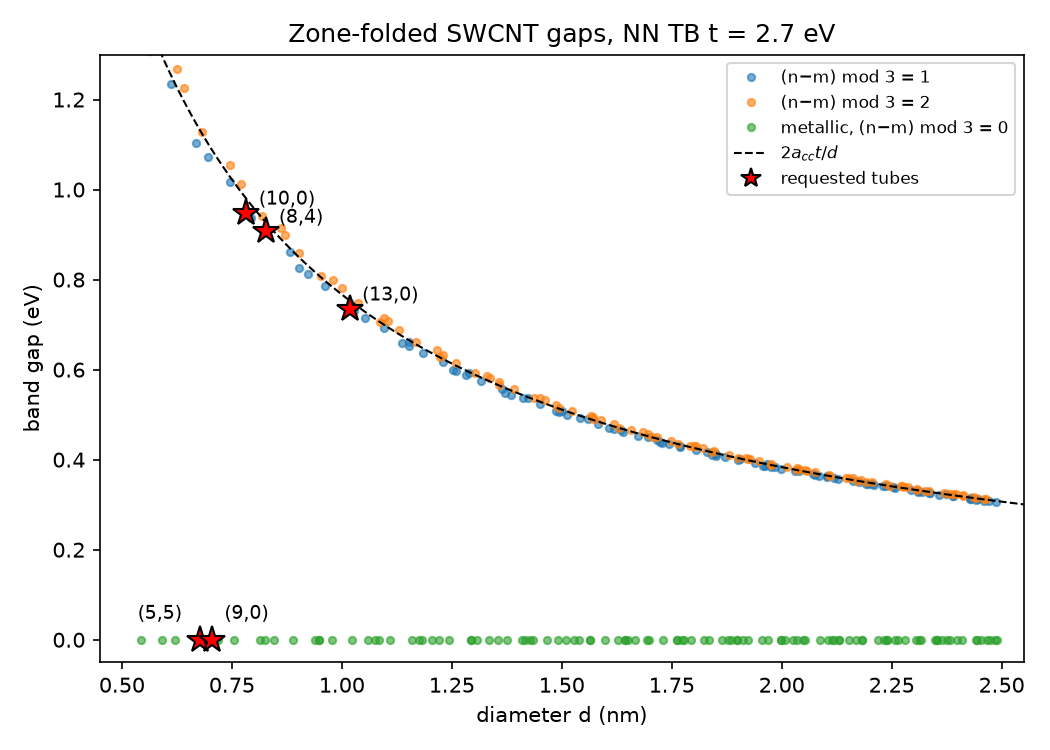 Zone-folded SWCNT gaps, NN TB t = 2.7 eV
(n−m) mod 3 = 1
(n−m) mod 3 = 2
metallic, (n−m) mod 3 = 0
2a_cc t/d
requested tubes
(10,0)
(8,4)
(13,0)
(5,5)
(9,0)
band gap (eV)
1.2
1.0
0.8
0.6
0.4
0.2
0.0
0.50 0.75 1.00 1.25 1.50 1.75 2.00 2.25 2.50
diameter d (nm)